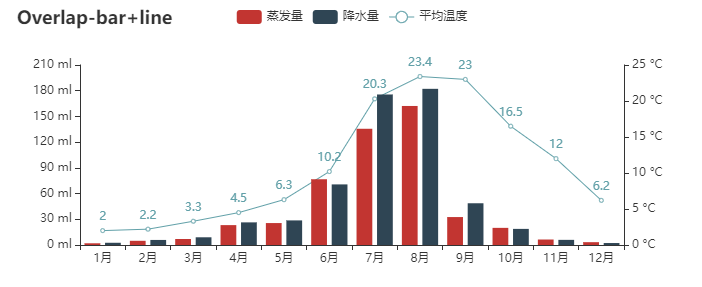 Overlap-bar+line
蒸发量 降水量 平均温度
210 ml
180 ml
150 ml
120 ml
90 ml
60 ml
30 ml
0 ml
25 °C
20 °C
15 °C
10 °C
5 °C
0 °C
2 2.2 3.3 4.5 6.3 10.2 20.3 23.4 23 16.5 12 6.2
1月 2月 3月 4月 5月 6月 7月 8月 9月 10月 11月 12月